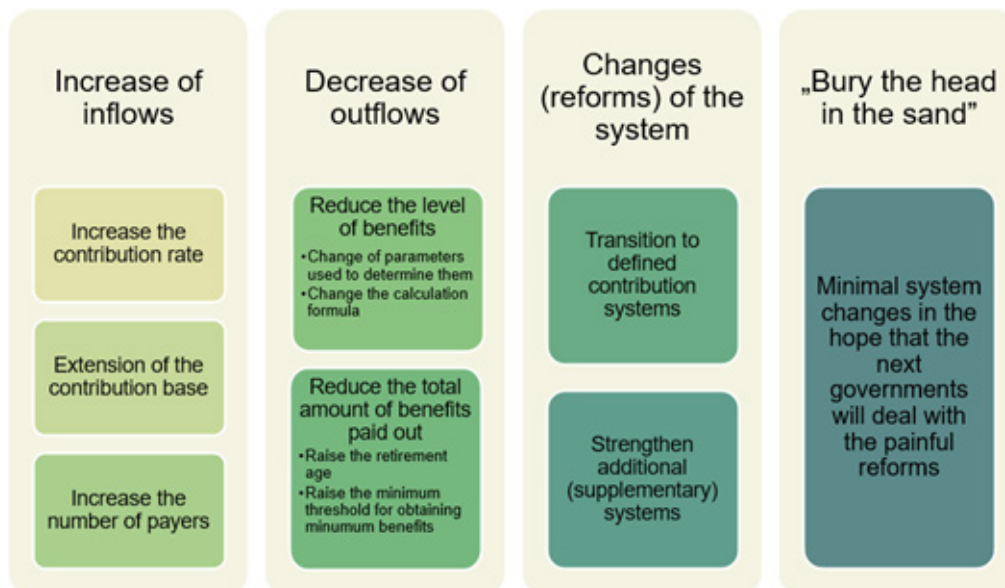 Increase of
inflows
Increase the
contribution rate
Extension of the
contribution base
Increase the
number of payers
Decrease of
outflows
Reduce the level
of benefits
•Change of parameters
used to determine them
•Change the calculation
formula
Reduce the total
amount of benefits
paid out
•Raise the retirement
age
•Raise the minimum
threshold for obtaining
minumum benefits
Changes
(reforms) of the
system
Transition to
defined
contribution
systems
Strengthen
additional
(supplementary)
systems
„Bury the head
in the sand”
Minimal system
changes in the
hope that the
next
governments
will deal with
the painful
reforms